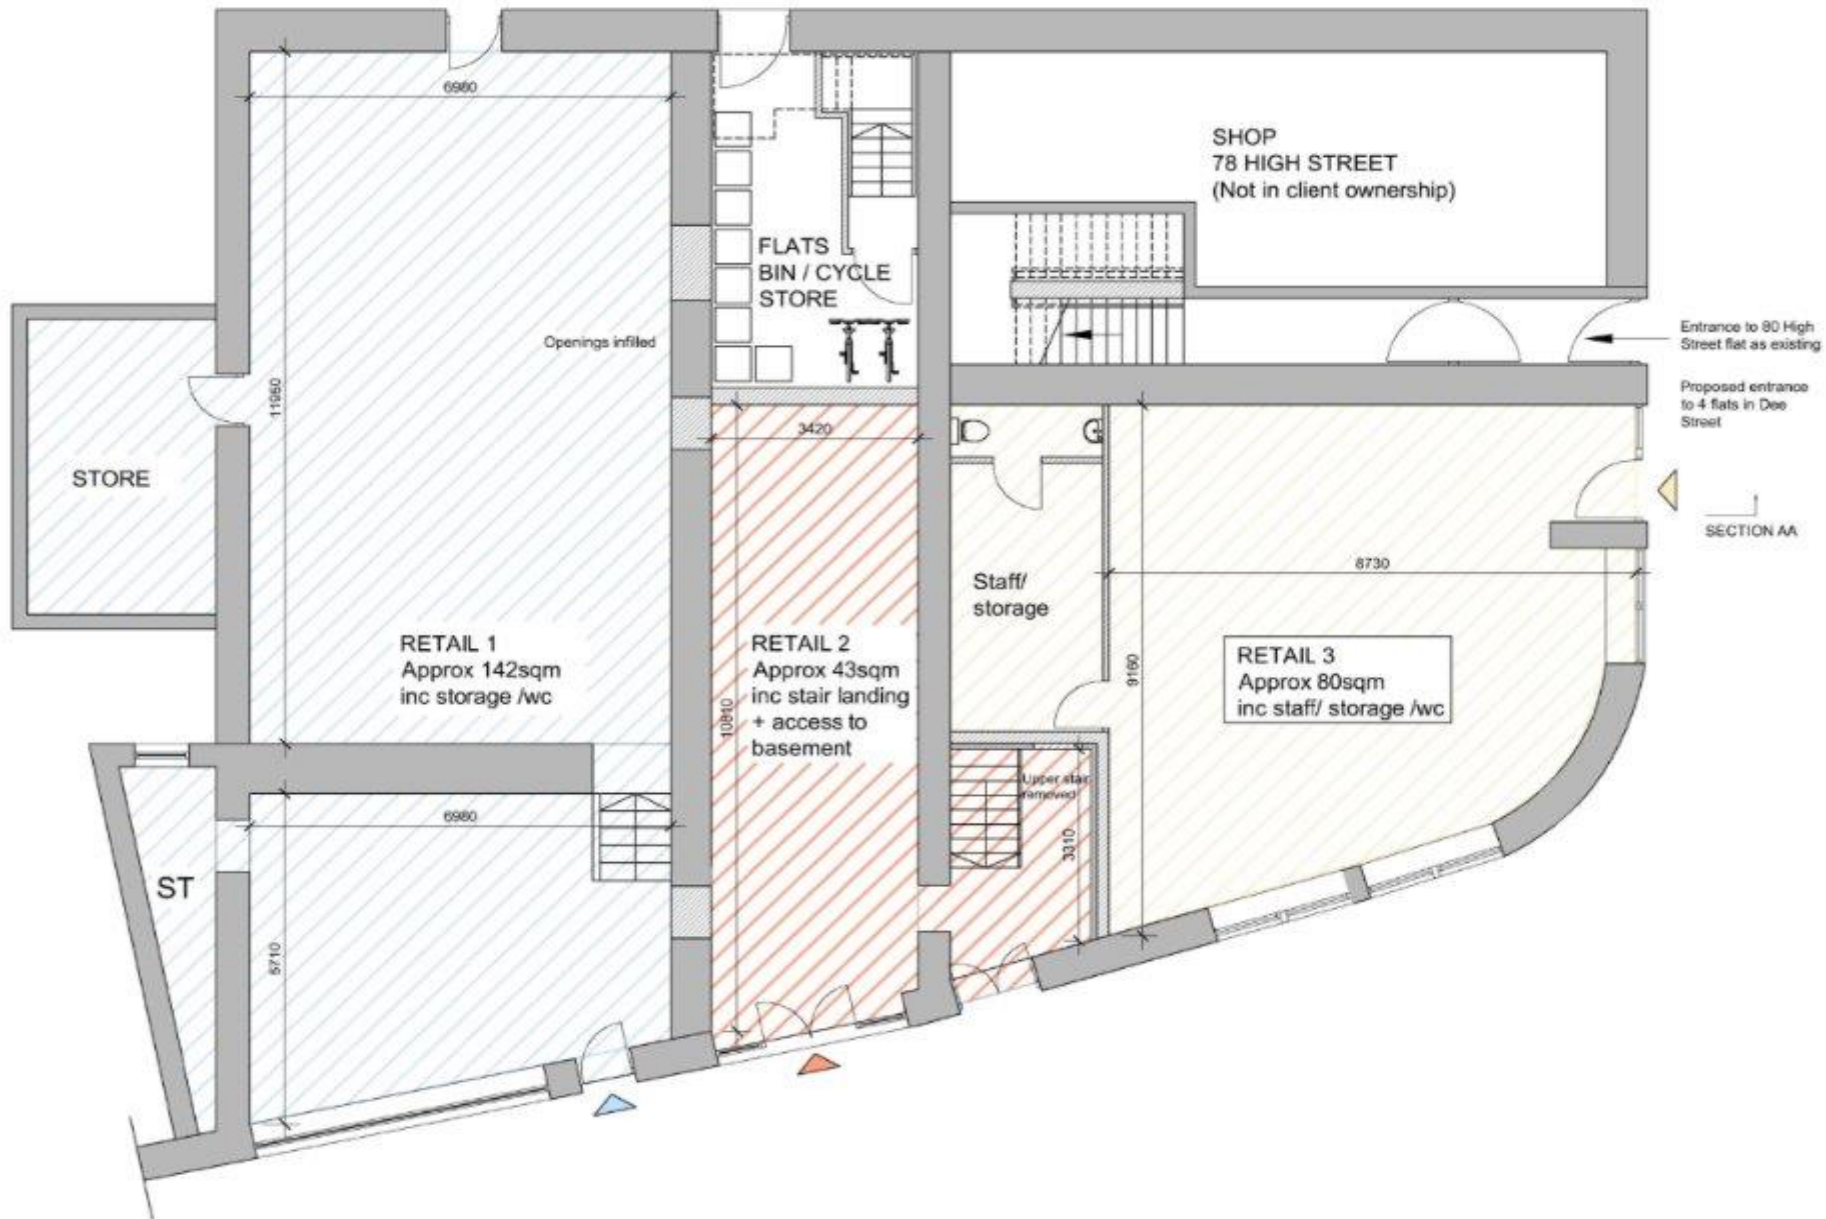 6980
SHOP
78 HIGH STREET
(Not in client ownership)
FLATS
BIN / CYCLE
STORE
Openings infilled
Entrance to 80 High
Street flat as existing
Proposed entrance
to 4 flats in Dee
Street
11960
3420
STORE
SECTION AA
8730
Staff/
storage
RETAIL 1
Approx 142sqm
inc storage /wc
RETAIL 2
Approx 43sqm
inc stair landing
+ access to
basement
RETAIL 3
Approx 80sqm
inc staff/ storage /wc
9160
10810
Upper stair
removed
6980
3310
ST
5710